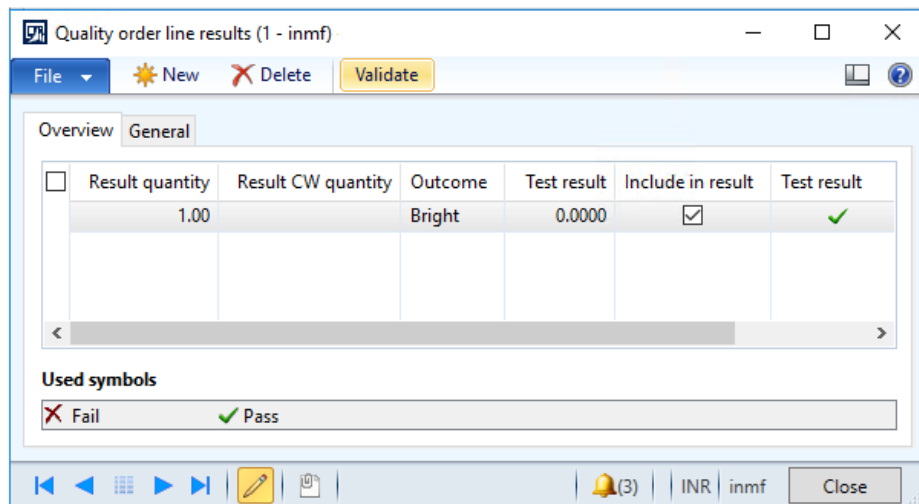 Quality order line results (1 - inmf)
File New Delete Validate
Overview General
Result quantity Result CW quantity Outcome Test result Include in result Test result
1.00 Bright 0.0000
Used symbols
Fail Pass
(3) INR inmf Close